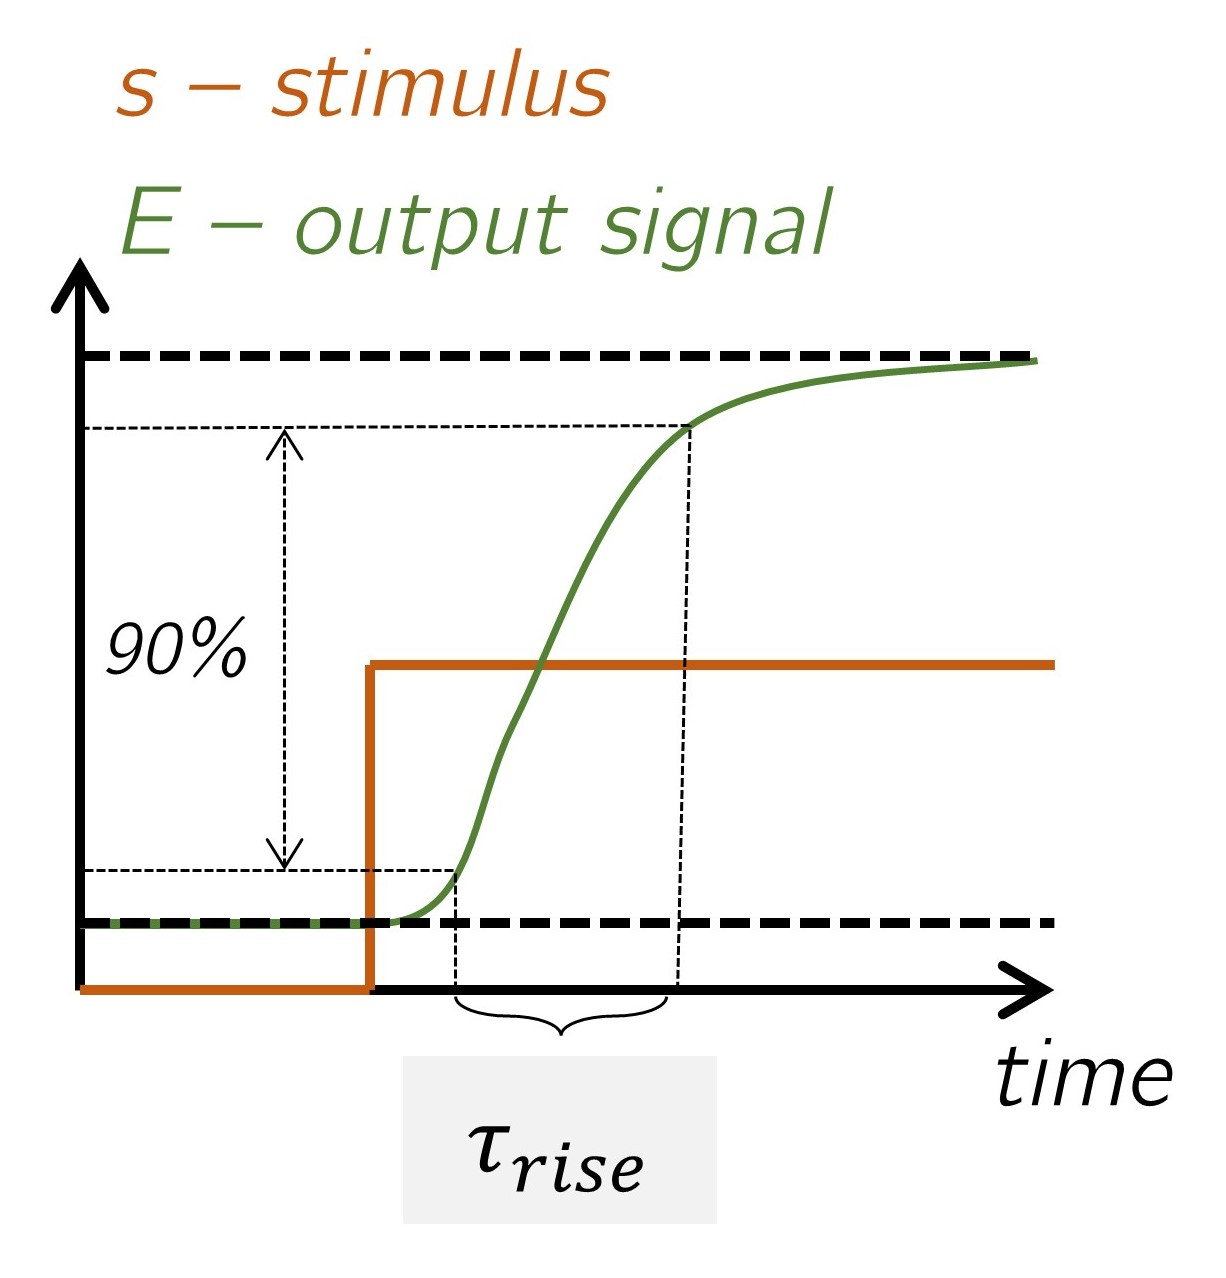 s – stimulus
E – output signal
90%
time
τrise